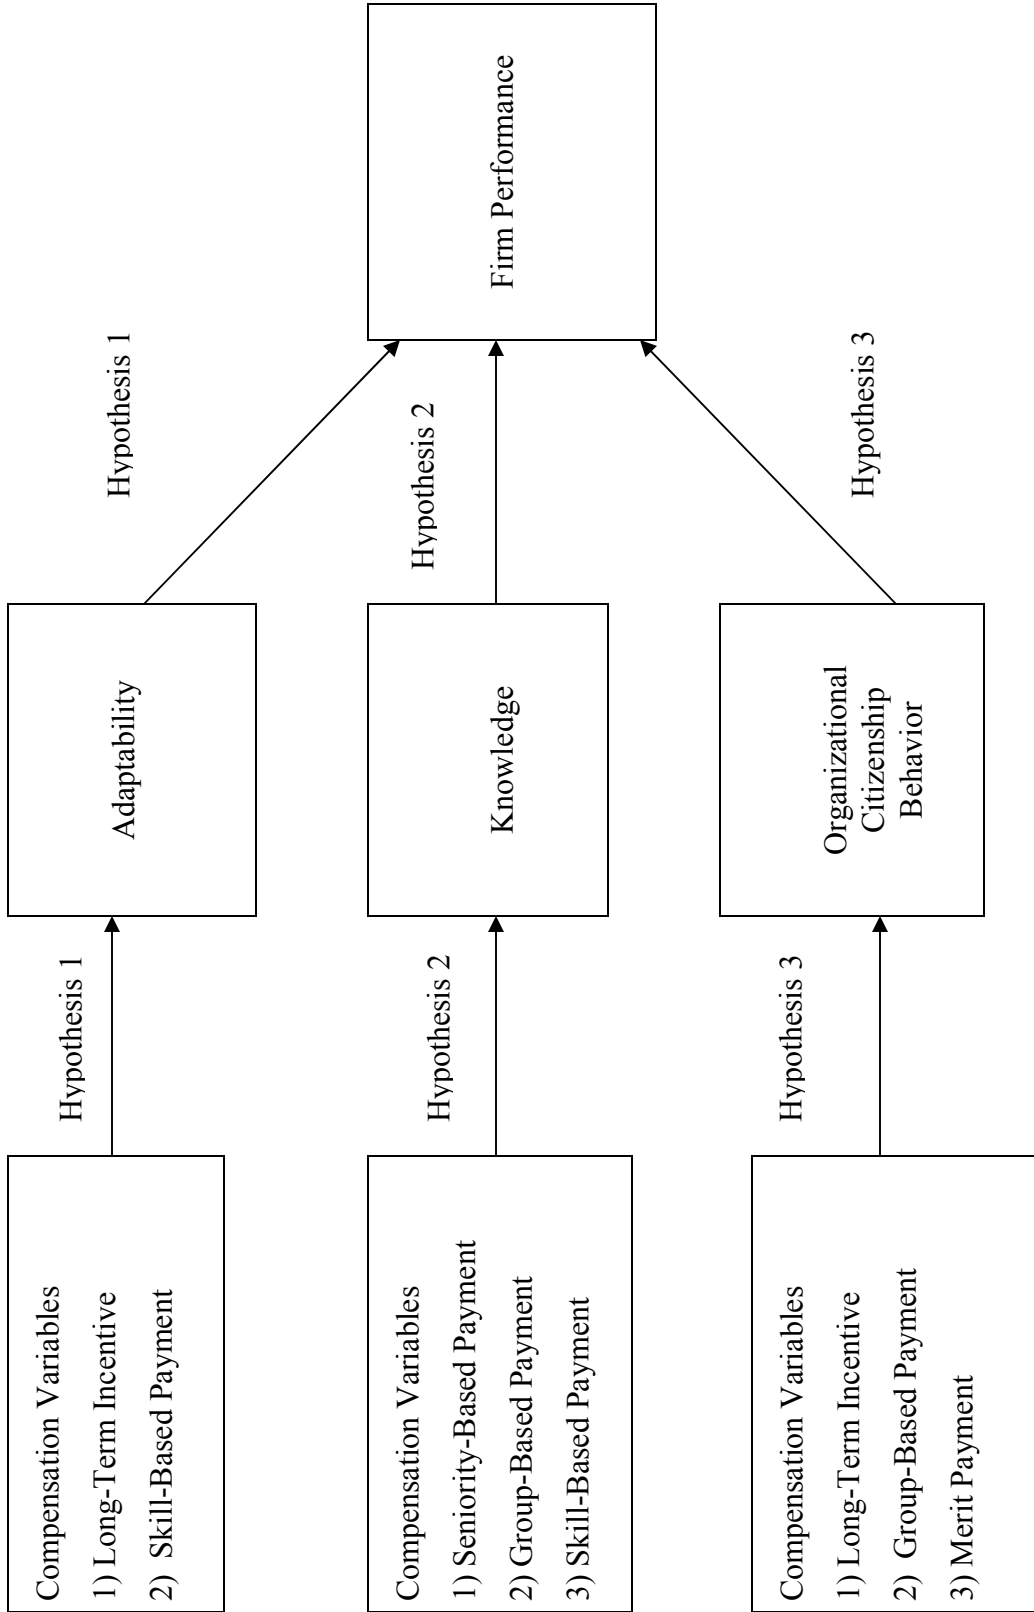 Compensation Variables
1) Long-Term Incentive
2) Skill-Based Payment
Hypothesis 1
Adaptability
Hypothesis 1
Compensation Variables
1) Seniority-Based Payment
2) Group-Based Payment
3) Skill-Based Payment
Hypothesis 2
Knowledge
Hypothesis 2
Firm Performance
Compensation Variables
1) Long-Term Incentive
2) Group-Based Payment
3) Merit Payment
Hypothesis 3
Organizational
Citizenship
Behavior
Hypothesis 3